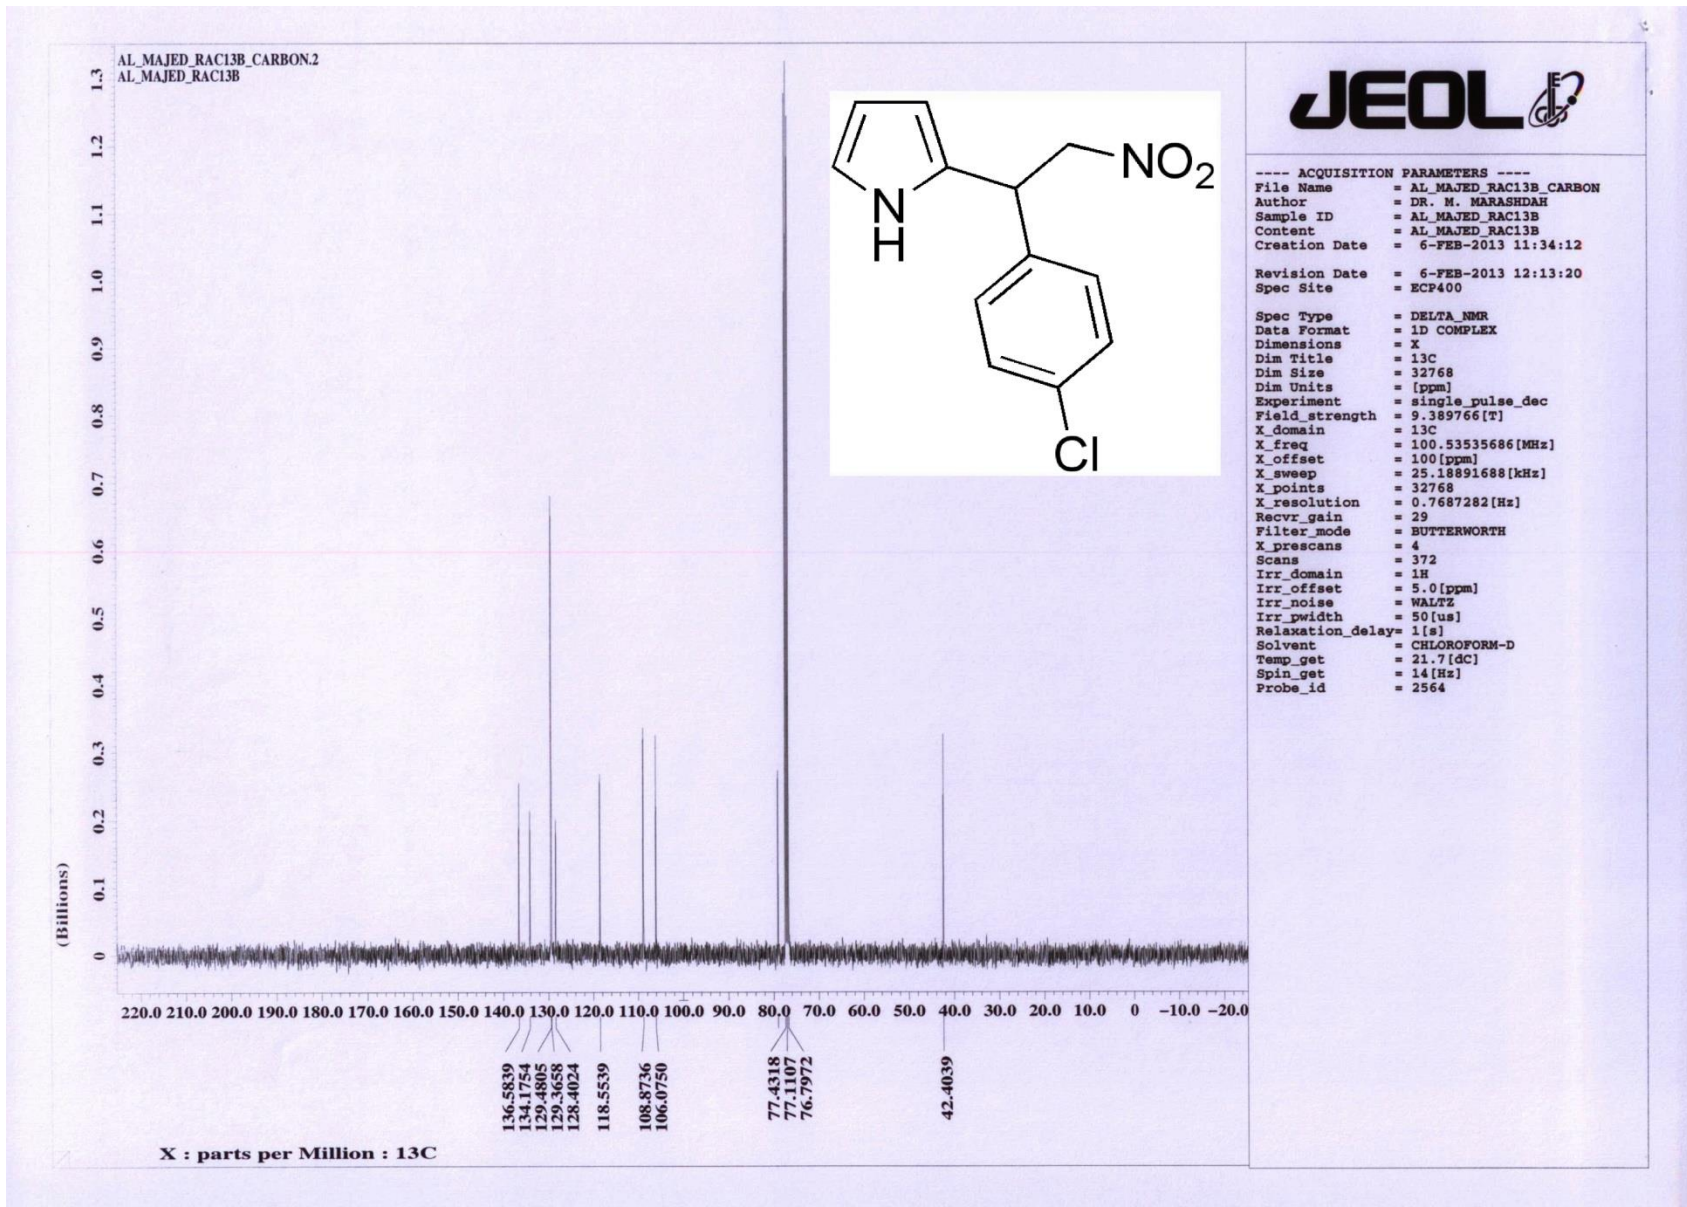 AL_MAJED_RAC13B_CARBON.2
AL_MAJED_RAC13B
1.3
1.2
1.1
1.0
0.9
0.8
0.7
0.6
0.5
0.4
0.3
0.2
0.1
0
(Billions)
NO2
N
H
Cl
220.0 210.0 200.0 190.0 180.0 170.0 160.0 150.0 140.0 130.0 120.0 110.0 100.0 90.0 80.0 70.0 60.0 50.0 40.0 30.0 20.0 10.0 0 −10.0 −20.0
136.5839
134.1754
129.4805
129.3658
128.4024
118.5539
108.8736
106.0750
77.4318
77.1107
76.7972
42.4039
X : parts per Million : 13C
JEOL
---- ACQUISITION PARAMETERS ----
File Name = AL_MAJED_RAC13B_CARBON
Author = DR. M. MARASHDAH
Sample ID = AL_MAJED_RAC13B
Content = AL_MAJED_RAC13B
Creation Date = 6-FEB-2013 11:34:12
Revision Date = 6-FEB-2013 12:13:20
Spec Site = ECP400
Spec Type = DELTA_NMR
Data Format = 1D COMPLEX
Dimensions = X
Dim Title = 13C
Dim Size = 32768
Dim Units = [ppm]
Experiment = single_pulse_dec
Field_strength = 9.389766[T]
X_domain = 13C
X_freq = 100.53535686[MHz]
X_offset = 100[ppm]
X_sweep = 25.18891688[kHz]
X_points = 32768
X_resolution = 0.7687282[Hz]
Recvr_gain = 29
Filter_mode = BUTTERWORTH
X_prescans = 4
Scans = 372
Irr_domain = 1H
Irr_offset = 5.0[ppm]
Irr_noise = WALTZ
Irr_pwidth = 50[us]
Relaxation_delay= 1[s]
Solvent = CHLOROFORM-D
Temp_get = 21.7[dC]
Spin_get = 14[Hz]
Probe_id = 2564